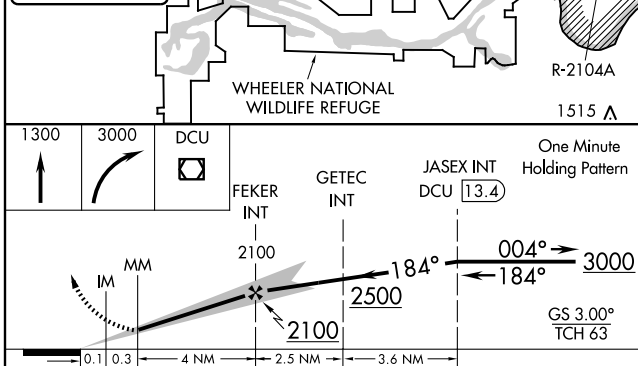 WHEELER NATIONAL
WILDLIFE REFUGE
R-2104A
1515
1300
3000
DCU
One Minute
Holding Pattern
JASEX INT
DCU 13.4
GETEC
INT
FEKER
INT
2100
IM
MM
184°
004°
184°
3000
2500
2100
GS 3.00°
TCH 63
0.1
0.3
4 NM
2.5 NM
3.6 NM